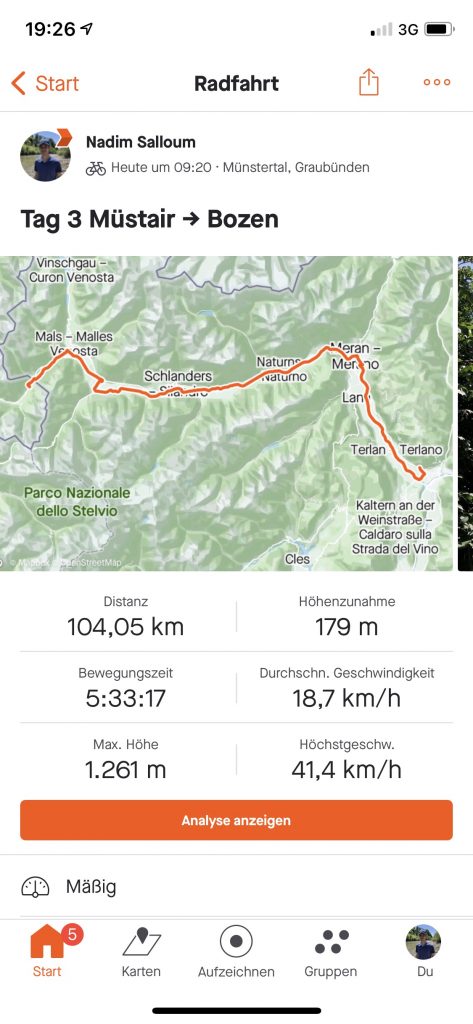 19:26
3G
Start
Radfahrt
Nadim Salloum
Heute um 09:20 · Münstertal, Graubünden
Tag 3 Müstair → Bozen
Vinschgau –
Curon Venosta
Mals – Malles
Venosta
Schlanders
– Silandro
Naturns
Naturno
Meran –
Merano
Lana
Terlan
Terlano
Parco Nazionale
dello Stelvio
Kaltern an der
Weinstraße –
Caldaro sulla
Strada del Vino
Cles
© Mapbox © OpenStreetMap
Distanz
104,05 km
Höhenzunahme
179 m
Bewegungszeit
5:33:17
Durchschn. Geschwindigkeit
18,7 km/h
Max. Höhe
1.261 m
Höchstgeschw.
41,4 km/h
Analyse anzeigen
Mäßig
5
Start
Karten
Aufzeichnen
Gruppen
Du